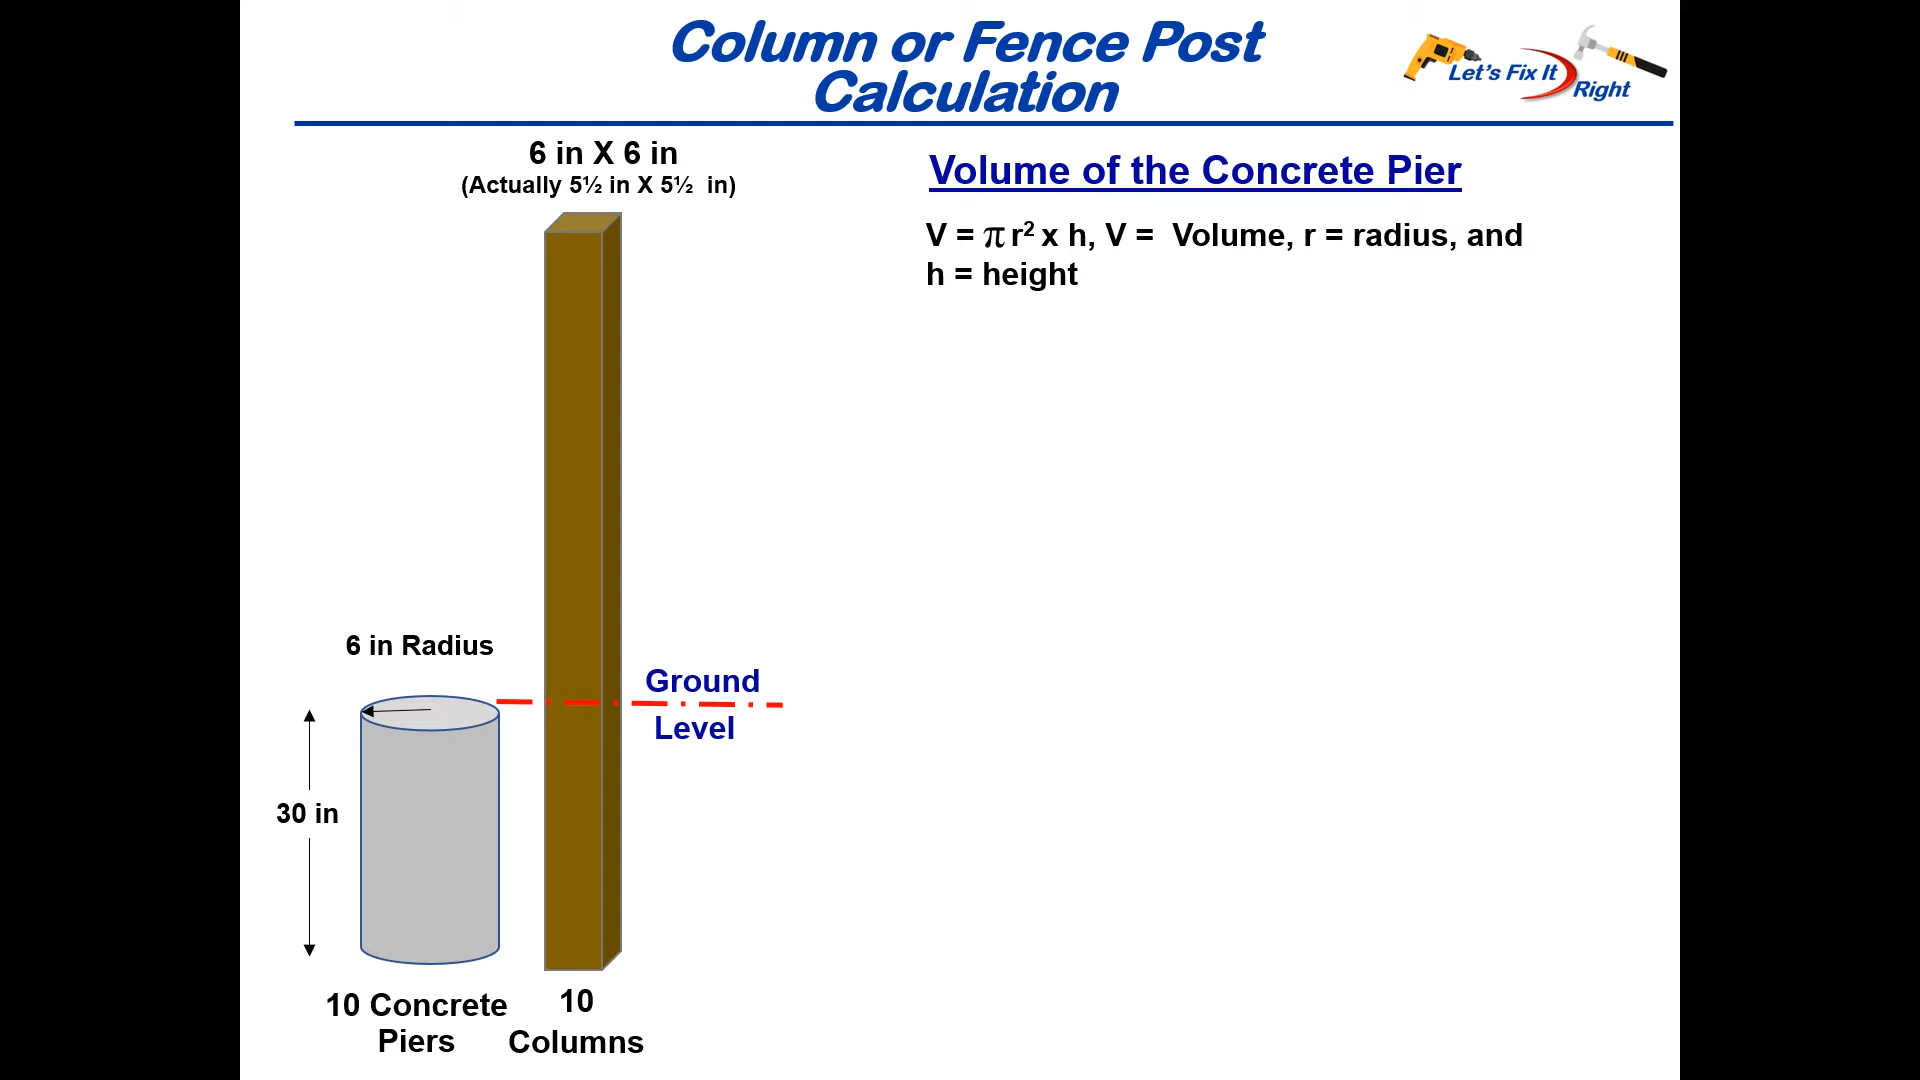 Column or Fence Post
Calculation
Let's Fix It
Right
6 in X 6 in
(Actually 5½ in X 5½  in)
Volume of the Concrete Pier
V = π r² x h, V =  Volume, r = radius, and
h = height
6 in Radius
Ground
Level
30 in
10 Concrete
Piers
10
Columns